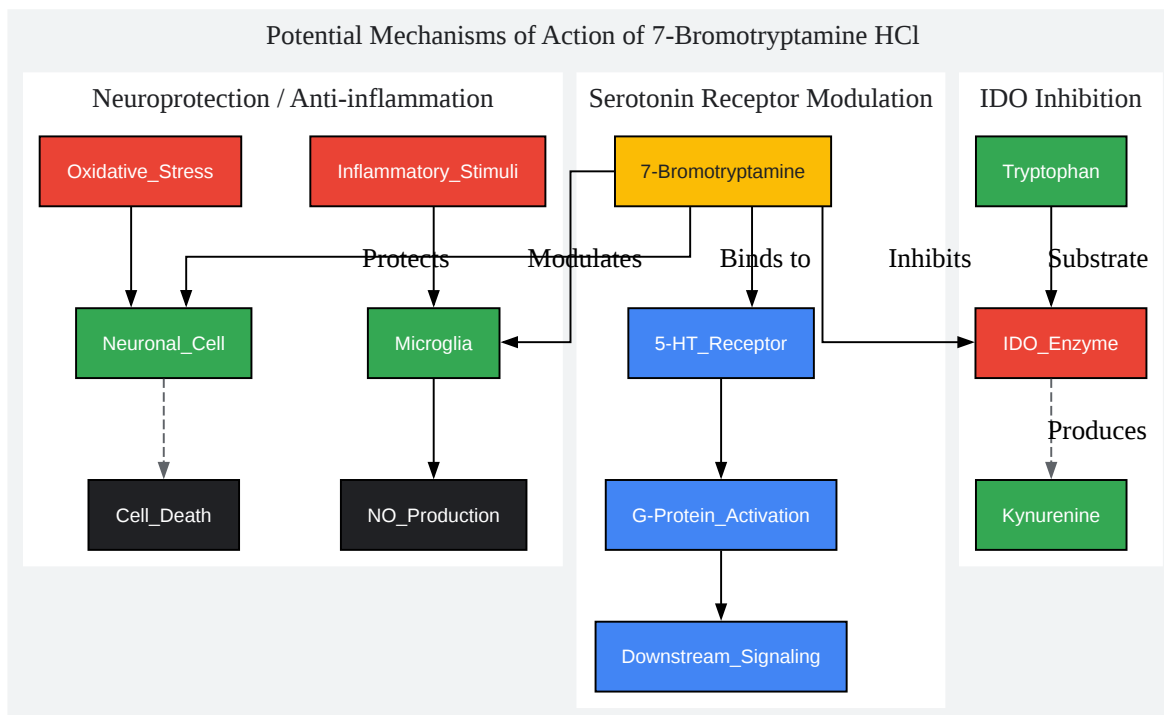 Potential Mechanisms of Action of 7-Bromotryptamine HCl
Neuroprotection / Anti-inflammation
Serotonin Receptor Modulation
IDO Inhibition
Oxidative_Stress
Inflammatory_Stimuli
7-Bromotryptamine
Tryptophan
Protects
Modulates
Binds to
Inhibits
Substrate
Neuronal_Cell
Microglia
5-HT_Receptor
IDO_Enzyme
Produces
Cell_Death
NO_Production
G-Protein_Activation
Kynurenine
Downstream_Signaling